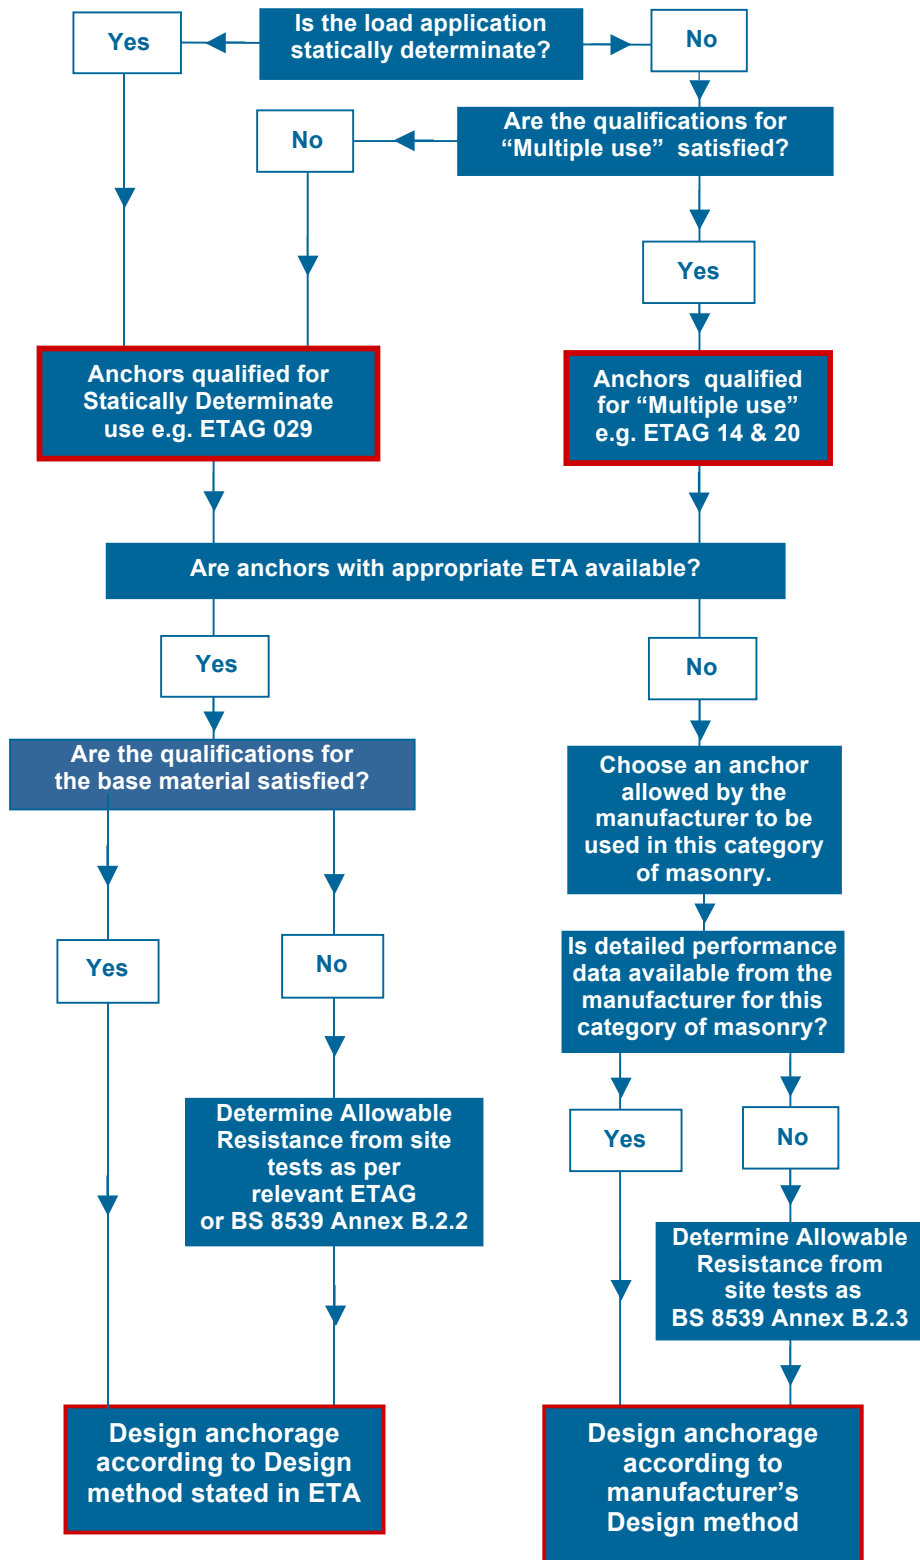 Is the load application
statically determinate?
Yes
No
Are the qualifications for
“Multiple use” satisfied?
No
Yes
Anchors qualified for
Statically Determinate
use e.g. ETAG 029
Anchors qualified
for “Multiple use”
e.g. ETAG 14 & 20
Are anchors with appropriate ETA available?
Yes
No
Are the qualifications for
the base material satisfied?
Choose an anchor
allowed by the
manufacturer to be
used in this category
of masonry.
Yes
No
Is detailed performance
data available from the
manufacturer for this
category of masonry?
Determine Allowable
Resistance from site
tests as per
relevant ETAG
or BS 8539 Annex B.2.2
Yes
No
Determine Allowable
Resistance from
site tests as
BS 8539 Annex B.2.3
Design anchorage
according to Design
method stated in ETA
Design anchorage
according to
manufacturer’s
Design method